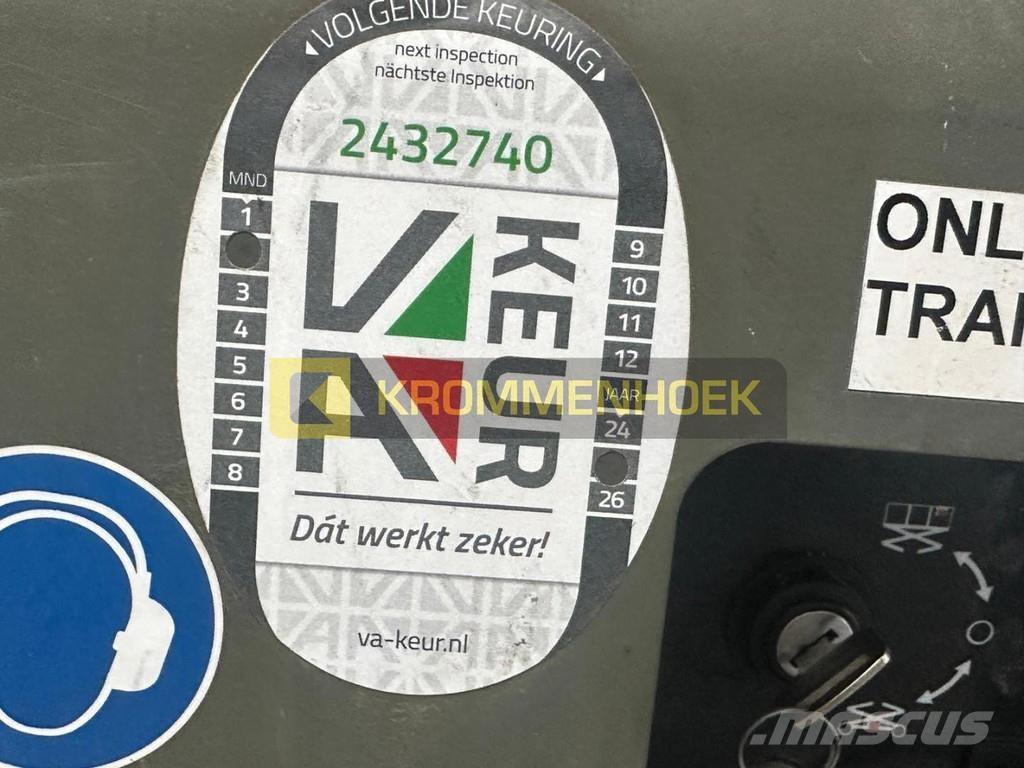 VOLGENDE KEURING
next inspection
nächtste Inspektion
2432740
MND
1
3
4
5
6
7
8
VA
KEUR
9
10
11
12
JAAR
24
26
Dát werkt zeker!
va-keur.nl
ONL
TRA
KROMMENHOEK
mascus